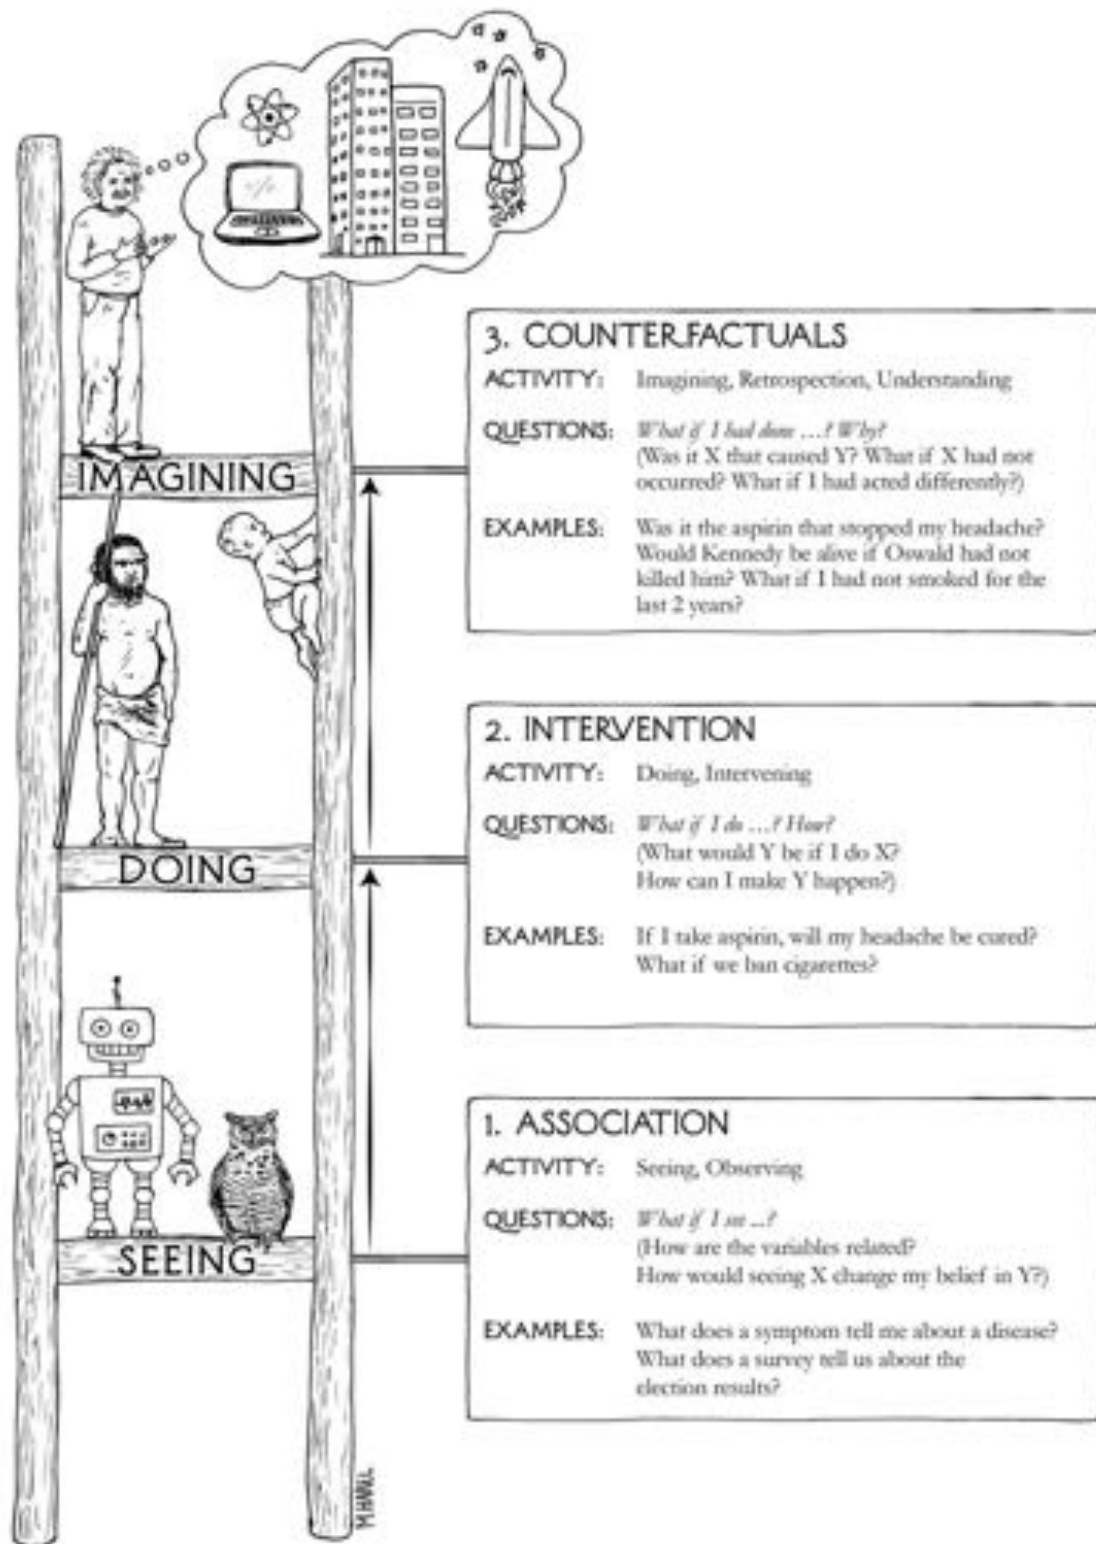 3. COUNTERFACTUALS
ACTIVITY: Imagining, Retrospection, Understanding
QUESTIONS: What if I had done …? Why?
(Was it X that caused Y? What if X had not
occurred? What if I had acted differently?)
EXAMPLES: Was it the aspirin that stopped my headache?
Would Kennedy be alive if Oswald had not
killed him? What if I had not smoked for the
last 2 years?
IMAGINING
2. INTERVENTION
ACTIVITY: Doing, Intervening
QUESTIONS: What if I do …? How?
(What would Y be if I do X?
How can I make Y happen?)
EXAMPLES: If I take aspirin, will my headache be cured?
What if we ban cigarettes?
DOING
1. ASSOCIATION
ACTIVITY: Seeing, Observing
QUESTIONS: What if I see ...?
(How are the variables related?
How would seeing X change my belief in Y?)
EXAMPLES: What does a symptom tell me about a disease?
What does a survey tell us about the
election results?
SEEING